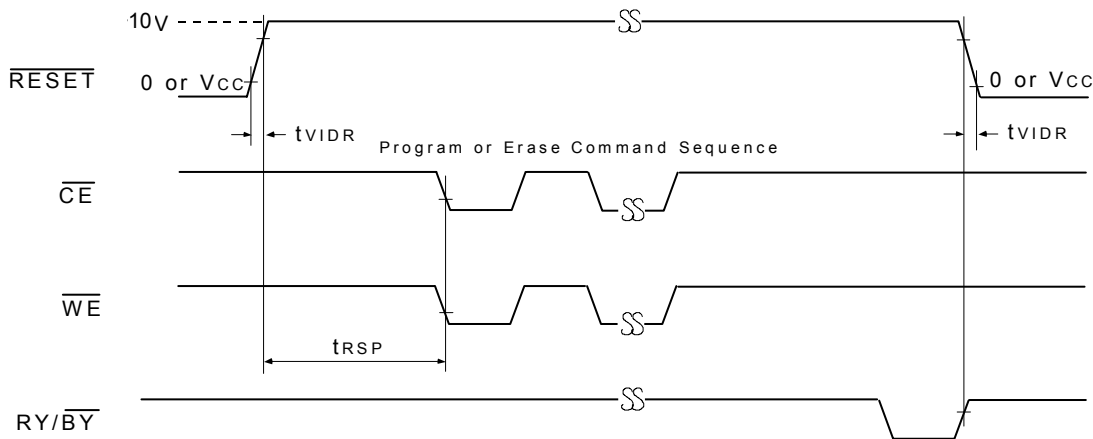 10V
RESET 0 or VCC 0 or VCC
tVIDR tVIDR
Program or Erase Command Sequence
CE
WE
tRSP
RY/BY